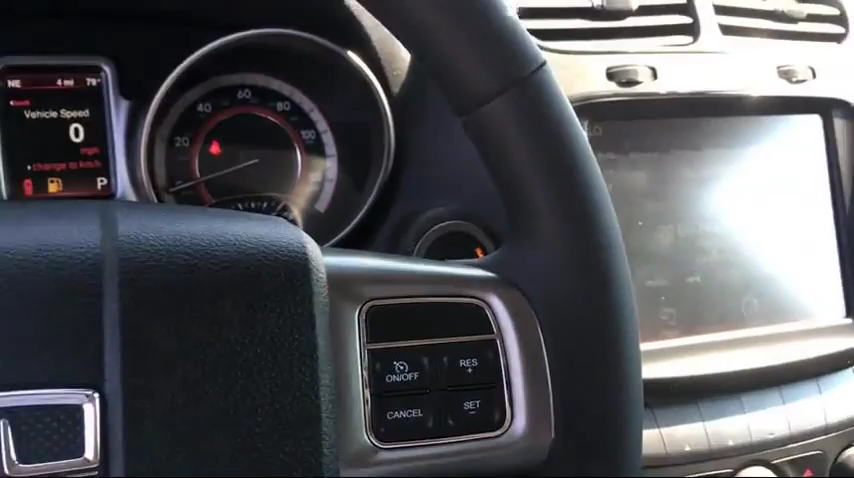 NE 4 mi 79°
Vehicle Speed
0
mph
change to km/h
P
20
40
60
80
100
ON/OFF
RES
+
CANCEL
SET
−